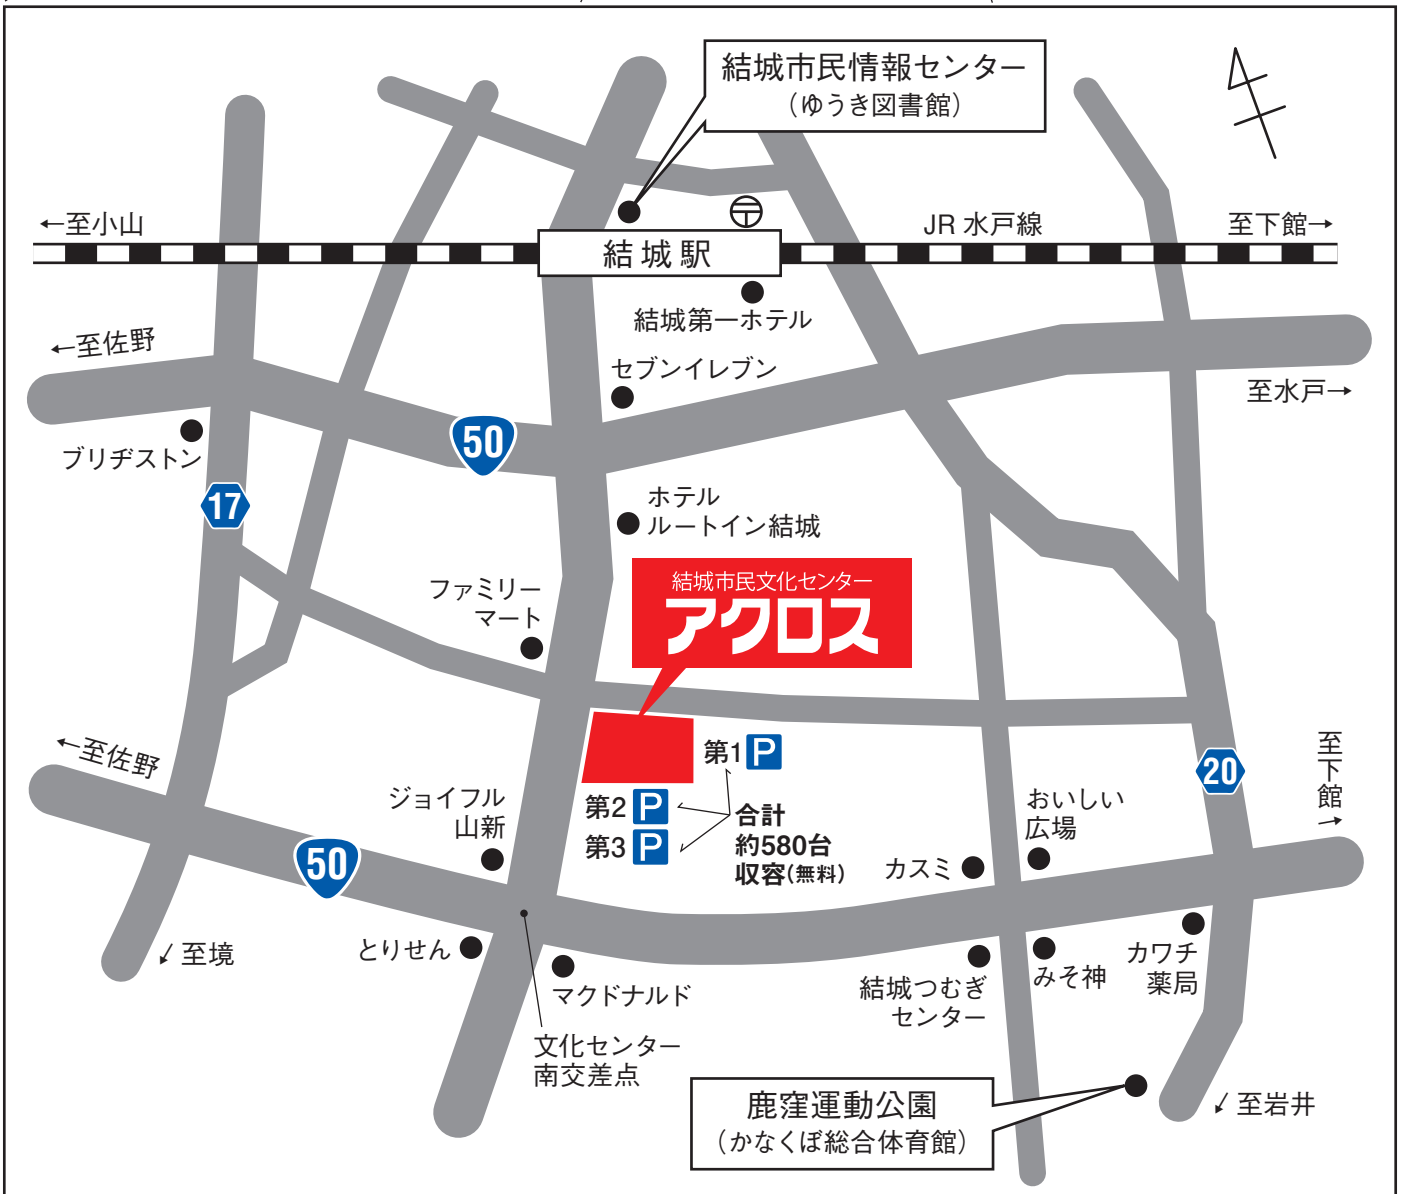 結城市民情報センター
（ゆうき図書館）
←至小山
JR 水戸線
至下館→
結城駅
結城第一ホテル
←至佐野
セブンイレブン
至水戸→
ブリヂストン
50
17
ホテル
ルートイン結城
結城市民文化センター
アクロス
ファミリー
マート
←至佐野
第1 P
第2 P
第3 P
合計
約580台
収容(無料)
ジョイフル
山新
50
20
至下館→
おいしい
広場
カスミ
↙至境
とりせん
マクドナルド
結城つむぎ
センター
みそ神
カワチ
薬局
文化センター
南交差点
鹿窪運動公園
（かなくぼ総合体育館）
↙至岩井